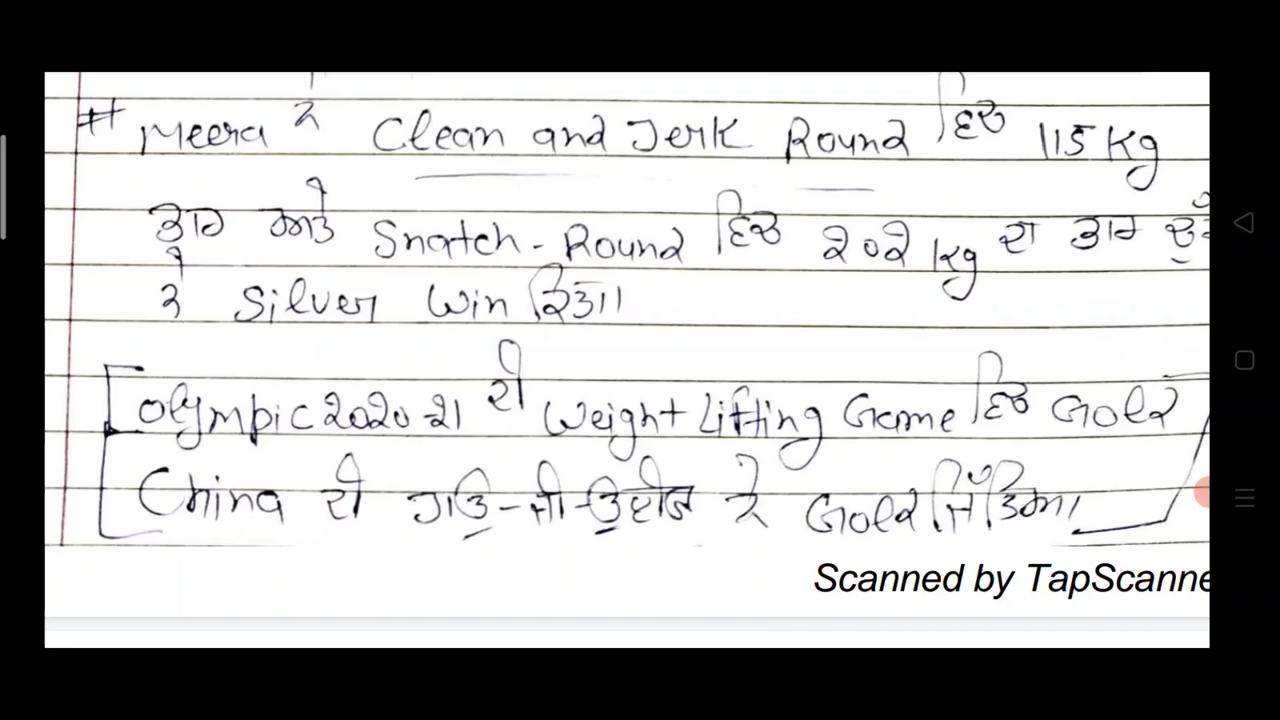 # Meera ਨੇ Clean and Jerk Round ਵਿਚ 115 Kg
ਭਾਰ ਅਤੇ Snatch-Round ਵਿਚ 202 kg ਦਾ ਭਾਰ
ਕੇ Silver Win ਕਿਤਾ।
Olympic 2020-21 ਦੀ Weight Lifting Game ਵਿਚ Gold
China ਦੀ ਹਾਓ-ਜੀ-ਉਈਜ ਨੇ Gold ਜਿੱਤਿਆ।
Scanned by TapScanne